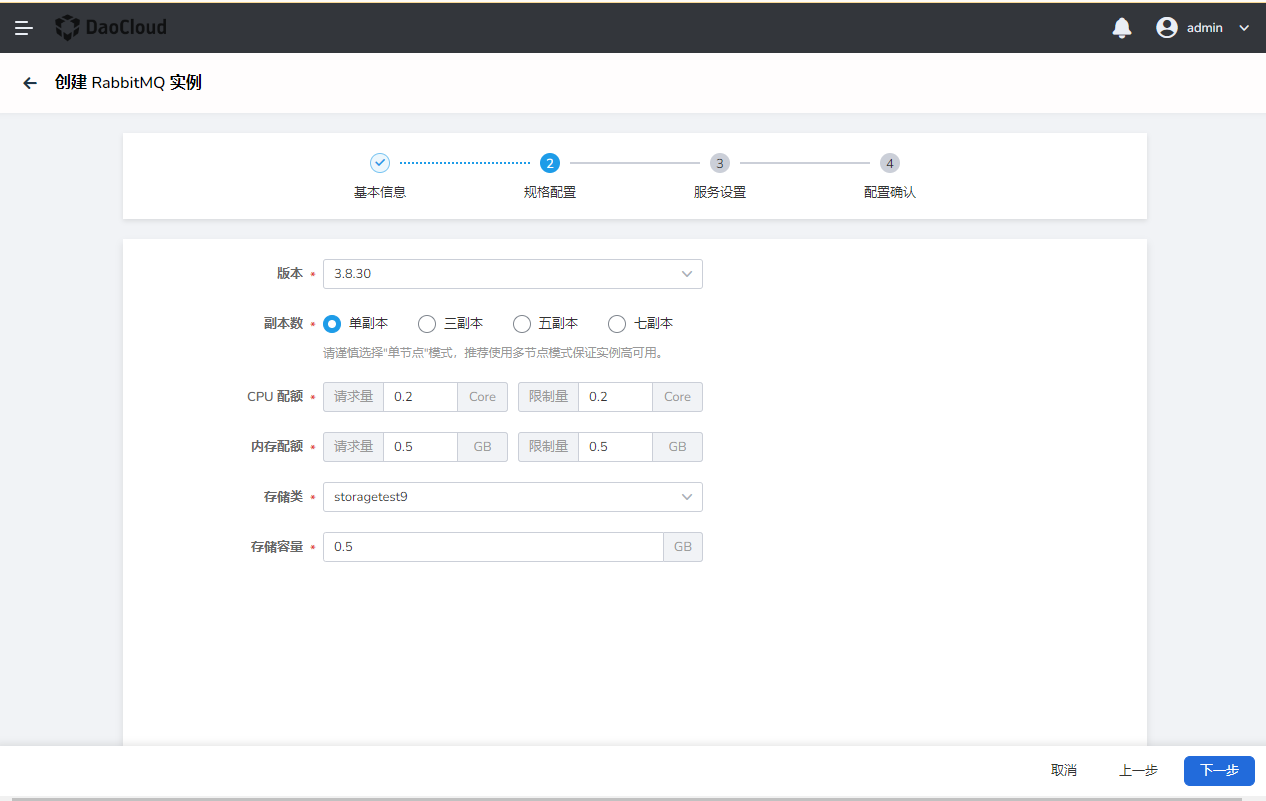 DaoCloud
admin
创建 RabbitMQ 实例
2 3 4
基本信息 规格配置 服务设置 配置确认
版本 * 3.8.30
副本数 * 单副本 三副本 五副本 七副本
请谨慎选择"单节点"模式，推荐使用多节点模式保证实例高可用。
CPU 配额 * 请求量 0.2 Core 限制量 0.2 Core
内存配额 * 请求量 0.5 GB 限制量 0.5 GB
存储类 * storagetest9
存储容量 * 0.5 GB
取消 上一步 下一步